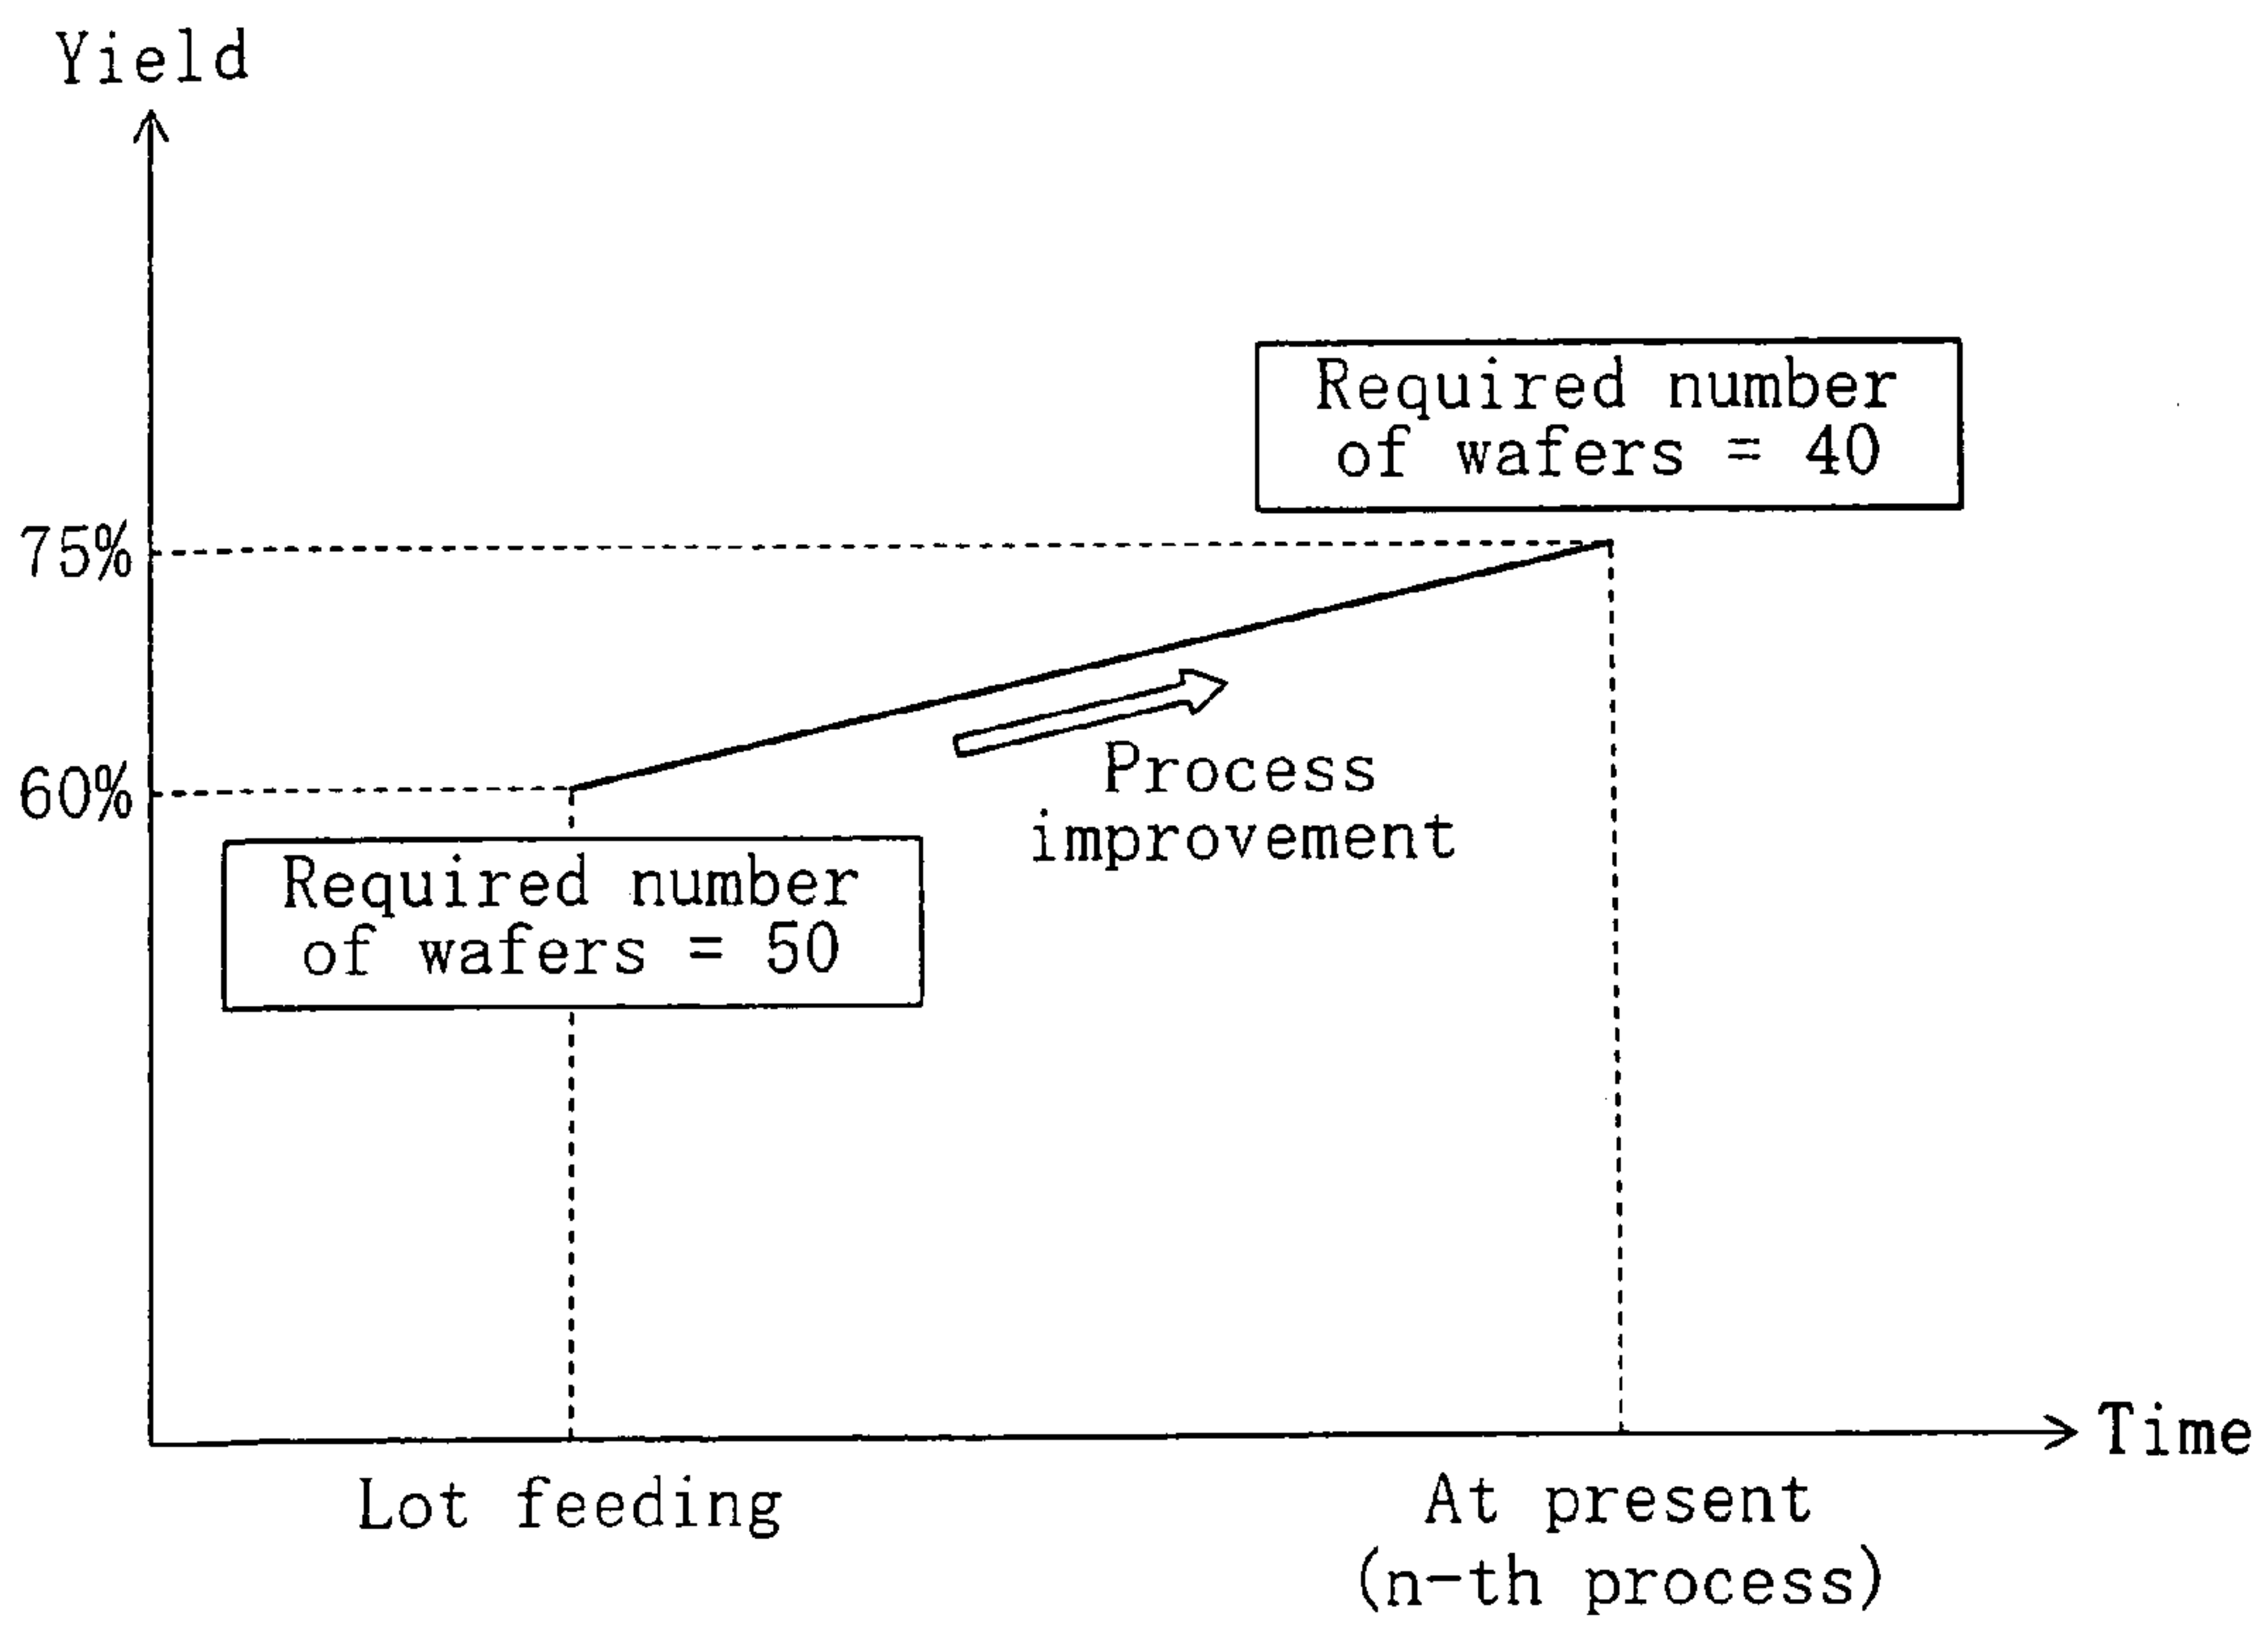 Yield
Required number
of wafers = 40
75%
Process
improvement
60%
Required number
of wafers = 50
Time
Lot feeding
At present
(n-th process)